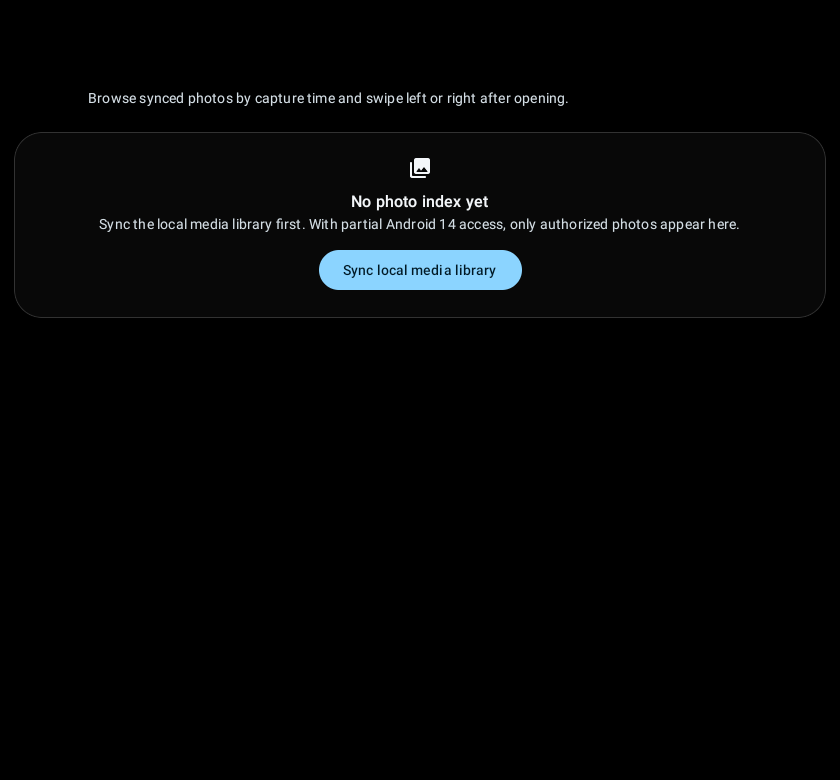 Browse synced photos by capture time and swipe left or right after opening.
No photo index yet
Sync the local media library first. With partial Android 14 access, only authorized photos appear here.
Sync local media library